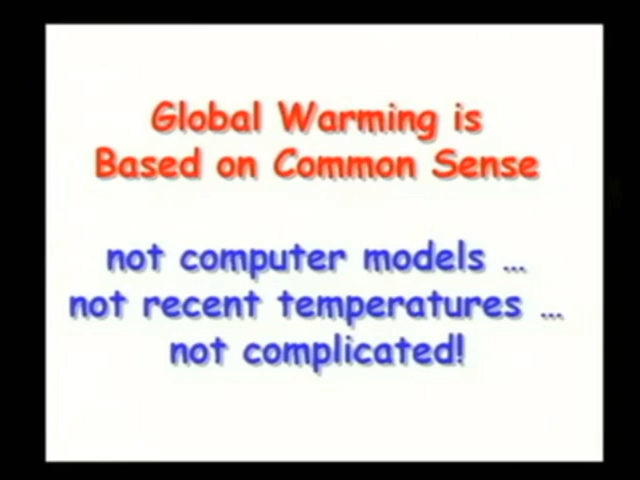 Global Warming is
Based on Common Sense
not computer models ...
not recent temperatures ...
not complicated!